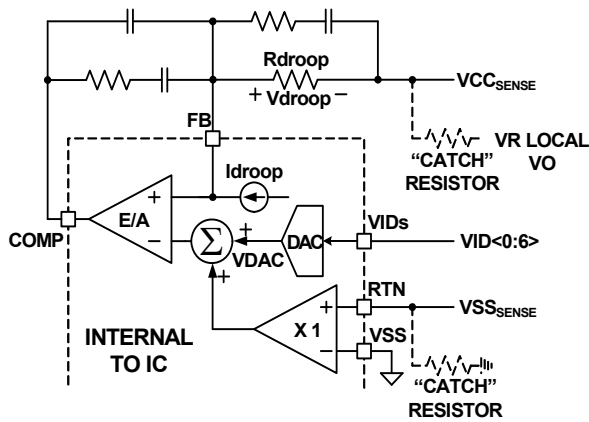 Rdroop
+ Vdroop −
VCCSENSE
FB
"CATCH"
RESISTOR
VR LOCAL
VO
Idroop
+
E/A
−
COMP
Σ
+
+
VDAC
DAC
VIDs
VID<0:6>
RTN
VSSSENSE
+
X 1
−
VSS
INTERNAL
TO IC
"CATCH"
RESISTOR